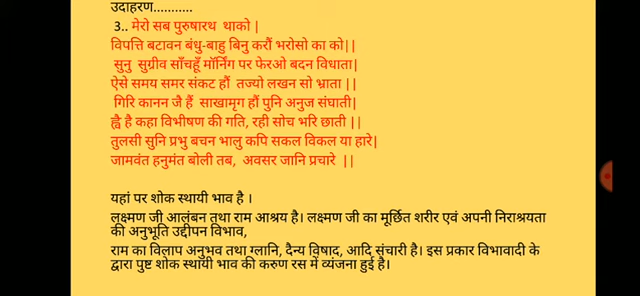 उदाहरण...........
3.. मेरो सब पुरुषारथ थाको |
विपत्ति बटावन बंधु-बाहु बिनु करौं भरोसो का को||
सुनु सुग्रीव साँचहूँ मॉर्निंग पर फेरओ बदन विधाता|
ऐसे समय समर संकट हौं तज्यो लखन सो भ्राता ||
गिरि कानन जै हैं साखामृग हौं पुनि अनुज संघाती|
ह्वै है कहा विभीषण की गति, रही सोच भरि छाती ||
तुलसी सुनि प्रभु बचन भालु कपि सकल विकल या हारे|
जामवंत हनुमंत बोली तब, अवसर जानि प्रचारे ||
यहां पर शोक स्थायी भाव है ।
लक्ष्मण जी आलंबन तथा राम आश्रय है। लक्ष्मण जी का मूर्छित शरीर एवं अपनी निराश्रयता
की अनुभूति उद्दीपन विभाव,
राम का विलाप अनुभव तथा ग्लानि, दैन्य विषाद, आदि संचारी है। इस प्रकार विभावादी के
द्वारा पुष्ट शोक स्थायी भाव की करुण रस में व्यंजना हुई है।